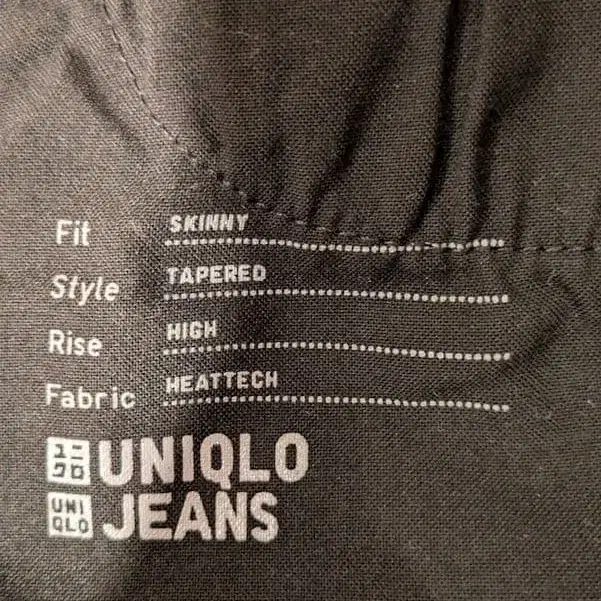 Fit SKINNY
Style TAPERED
Rise HIGH
Fabric HEATTECH
ユニ
クロ
UNIQLO
UNI
QLO
JEANS